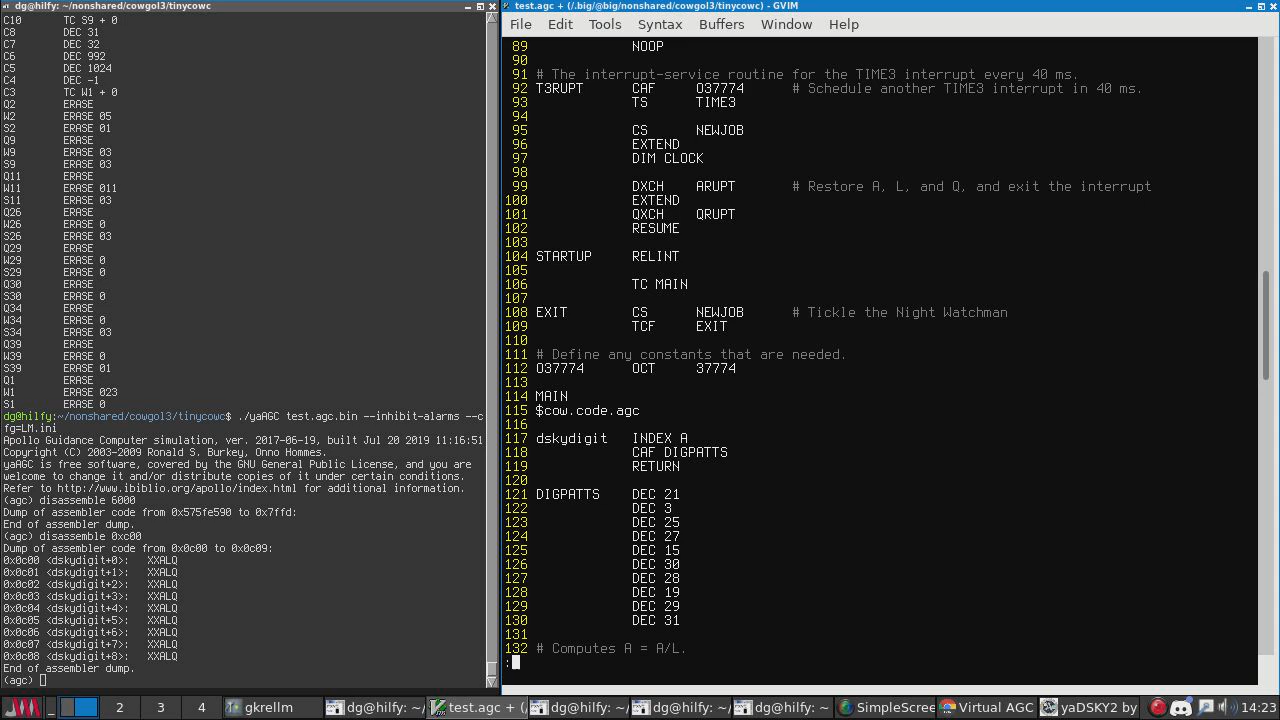 dg@hilfy: ~/nonshared/cowgol3/tinycowc
C10 TC S9 + 0
C8 DEC 31
C7 DEC 32
C6 DEC 992
C5 DEC 1024
C4 DEC -1
C3 TC W1 + 0
Q2 ERASE
W2 ERASE 05
S2 ERASE 01
Q9 ERASE
W9 ERASE 03
S9 ERASE 03
Q11 ERASE
W11 ERASE 011
S11 ERASE 03
Q26 ERASE
W26 ERASE 0
S26 ERASE 03
Q29 ERASE
W29 ERASE 0
S29 ERASE 0
Q30 ERASE
S30 ERASE 0
Q34 ERASE
W34 ERASE 0
S34 ERASE 03
Q39 ERASE
W39 ERASE 0
S39 ERASE 01
Q1 ERASE
W1 ERASE 023
S1 ERASE 0
dg@hilfy:~/nonshared/cowgol3/tinycowc$ ./yaAGC test.agc.bin --inhibit-alarms --c
fg=LM.ini
Apollo Guidance Computer simulation, ver. 2017-06-19, built Jul 20 2019 11:16:51
Copyright (C) 2003-2009 Ronald S. Burkey, Onno Hommes.
yaAGC is free software, covered by the GNU General Public License, and you are
welcome to change it and/or distribute copies of it under certain conditions.
Refer to http://www.ibiblio.org/apollo/index.html for additional information.
(agc) disassemble 6000
Dump of assembler code from 0x575fe590 to 0x7ffd:
End of assembler dump.
(agc) disassemble 0xc00
Dump of assembler code from 0x0c00 to 0x0c09:
0x0c00 <dskydigit+0>: XXALQ
0x0c01 <dskydigit+1>: XXALQ
0x0c02 <dskydigit+2>: XXALQ
0x0c03 <dskydigit+3>: XXALQ
0x0c04 <dskydigit+4>: XXALQ
0x0c05 <dskydigit+5>: XXALQ
0x0c06 <dskydigit+6>: XXALQ
0x0c07 <dskydigit+7>: XXALQ
0x0c08 <dskydigit+8>: XXALQ
End of assembler dump.
(agc)
test.agc + (/.big/@big/nonshared/cowgol3/tinycowc) - GVIM
File Edit Tools Syntax Buffers Window Help
89 NOOP
90
91 # The interrupt-service routine for the TIME3 interrupt every 40 ms.
92 T3RUPT CAF O37774 # Schedule another TIME3 interrupt in 40 ms.
93 TS TIME3
94
95 CS NEWJOB
96 EXTEND
97 DIM CLOCK
98
99 DXCH ARUPT # Restore A, L, and Q, and exit the interrupt
100 EXTEND
101 QXCH QRUPT
102 RESUME
103
104 STARTUP RELINT
105
106 TC MAIN
107
108 EXIT CS NEWJOB # Tickle the Night Watchman
109 TCF EXIT
110
111 # Define any constants that are needed.
112 O37774 OCT 37774
113
114 MAIN
115 $cow.code.agc
116
117 dskydigit INDEX A
118 CAF DIGPATTS
119 RETURN
120
121 DIGPATTS DEC 21
122 DEC 3
123 DEC 25
124 DEC 27
125 DEC 15
126 DEC 30
127 DEC 28
128 DEC 19
129 DEC 29
130 DEC 31
131
132 # Computes A = A/L.
:
2 3 4 gkrellm dg@hilfy: ~/ test.agc + ( dg@hilfy: ~/ dg@hilfy: ~/ dg@hilfy: ~/ SimpleScree Virtual AGC yaDSKY2 by 14:23